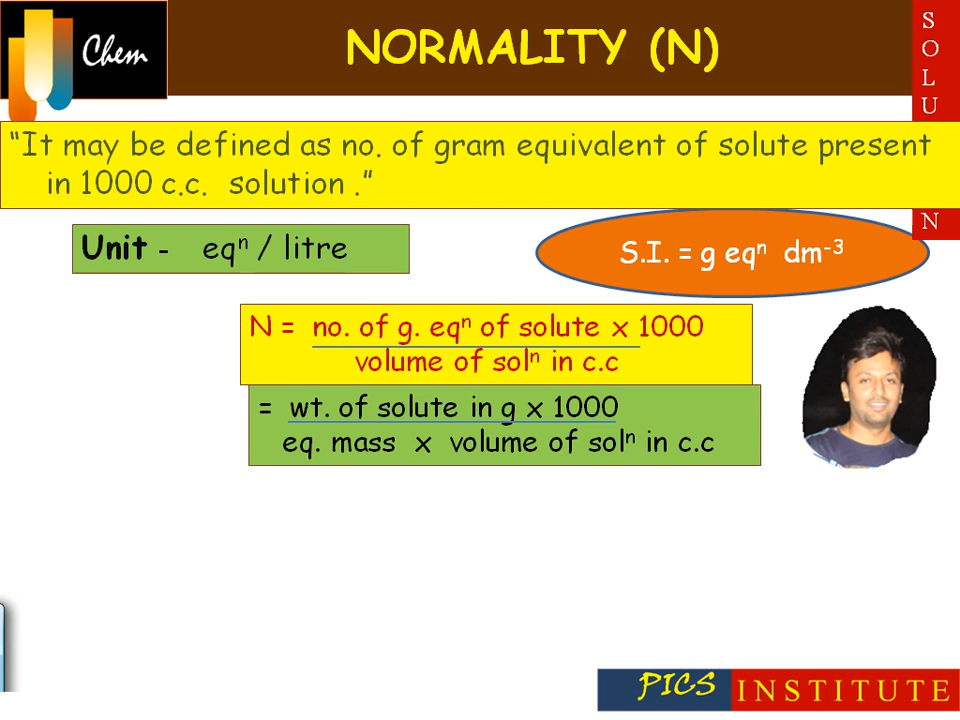 Chem
NORMALITY (N)
S
O
L
U
N
“It may be defined as no. of gram equivalent of solute present
in 1000 c.c. solution .”
Unit - eqⁿ / litre
S.I. = g eqⁿ dm⁻³
N = no. of g. eqⁿ of solute x 1000
volume of solⁿ in c.c
= wt. of solute in g x 1000
eq. mass x volume of solⁿ in c.c
PICS INSTITUTE